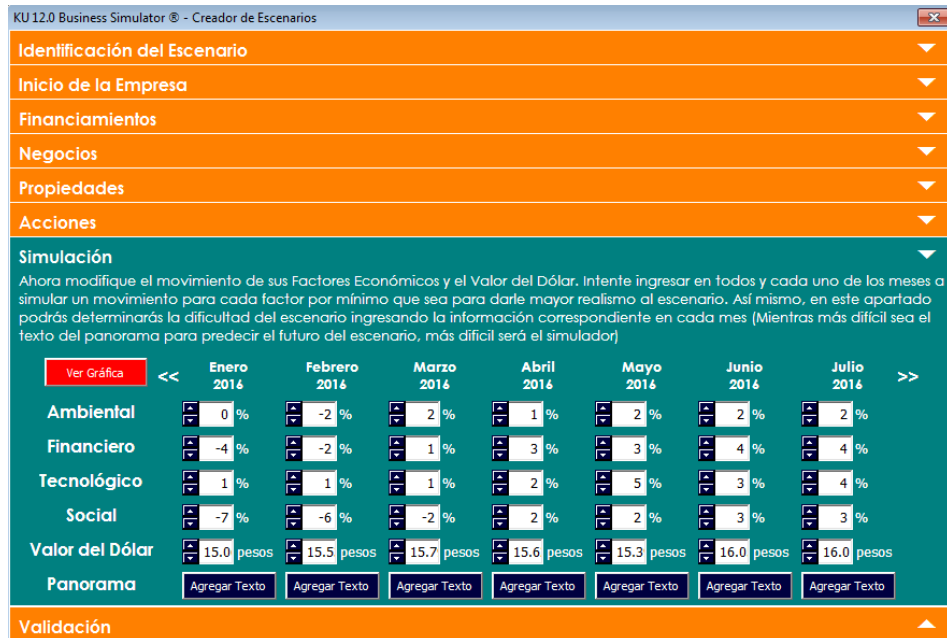 KU 12.0 Business Simulator ® - Creador de Escenarios
Identificación del Escenario
Inicio de la Empresa
Financiamientos
Negocios
Propiedades
Acciones
Simulación
Ahora modifique el movimiento de sus Factores Económicos y el Valor del Dólar. Intente ingresar en todos y cada uno de los meses a
simular un movimiento para cada factor por mínimo que sea para darle mayor realismo al escenario. Así mismo, en este apartado
podrás determinarás la dificultad del escenario ingresando la información correspondiente en cada mes (Mientras más difícil sea el
texto del panorama para predecir el futuro del escenario, más dificil será el simulador)
Ver Gráfica << Enero 2016 Febrero 2016 Marzo 2016 Abril 2016 Mayo 2016 Junio 2016 Julio 2016 >>
Ambiental 0 % -2 % 2 % 1 % 2 % 2 % 2 %
Financiero -4 % -2 % 1 % 3 % 3 % 4 % 4 %
Tecnológico 1 % 1 % 1 % 2 % 5 % 3 % 4 %
Social -7 % -6 % -2 % 2 % 2 % 3 % 3 %
Valor del Dólar 15.0 pesos 15.5 pesos 15.7 pesos 15.6 pesos 15.3 pesos 16.0 pesos 16.0 pesos
Panorama Agregar Texto Agregar Texto Agregar Texto Agregar Texto Agregar Texto Agregar Texto Agregar Texto
Validación